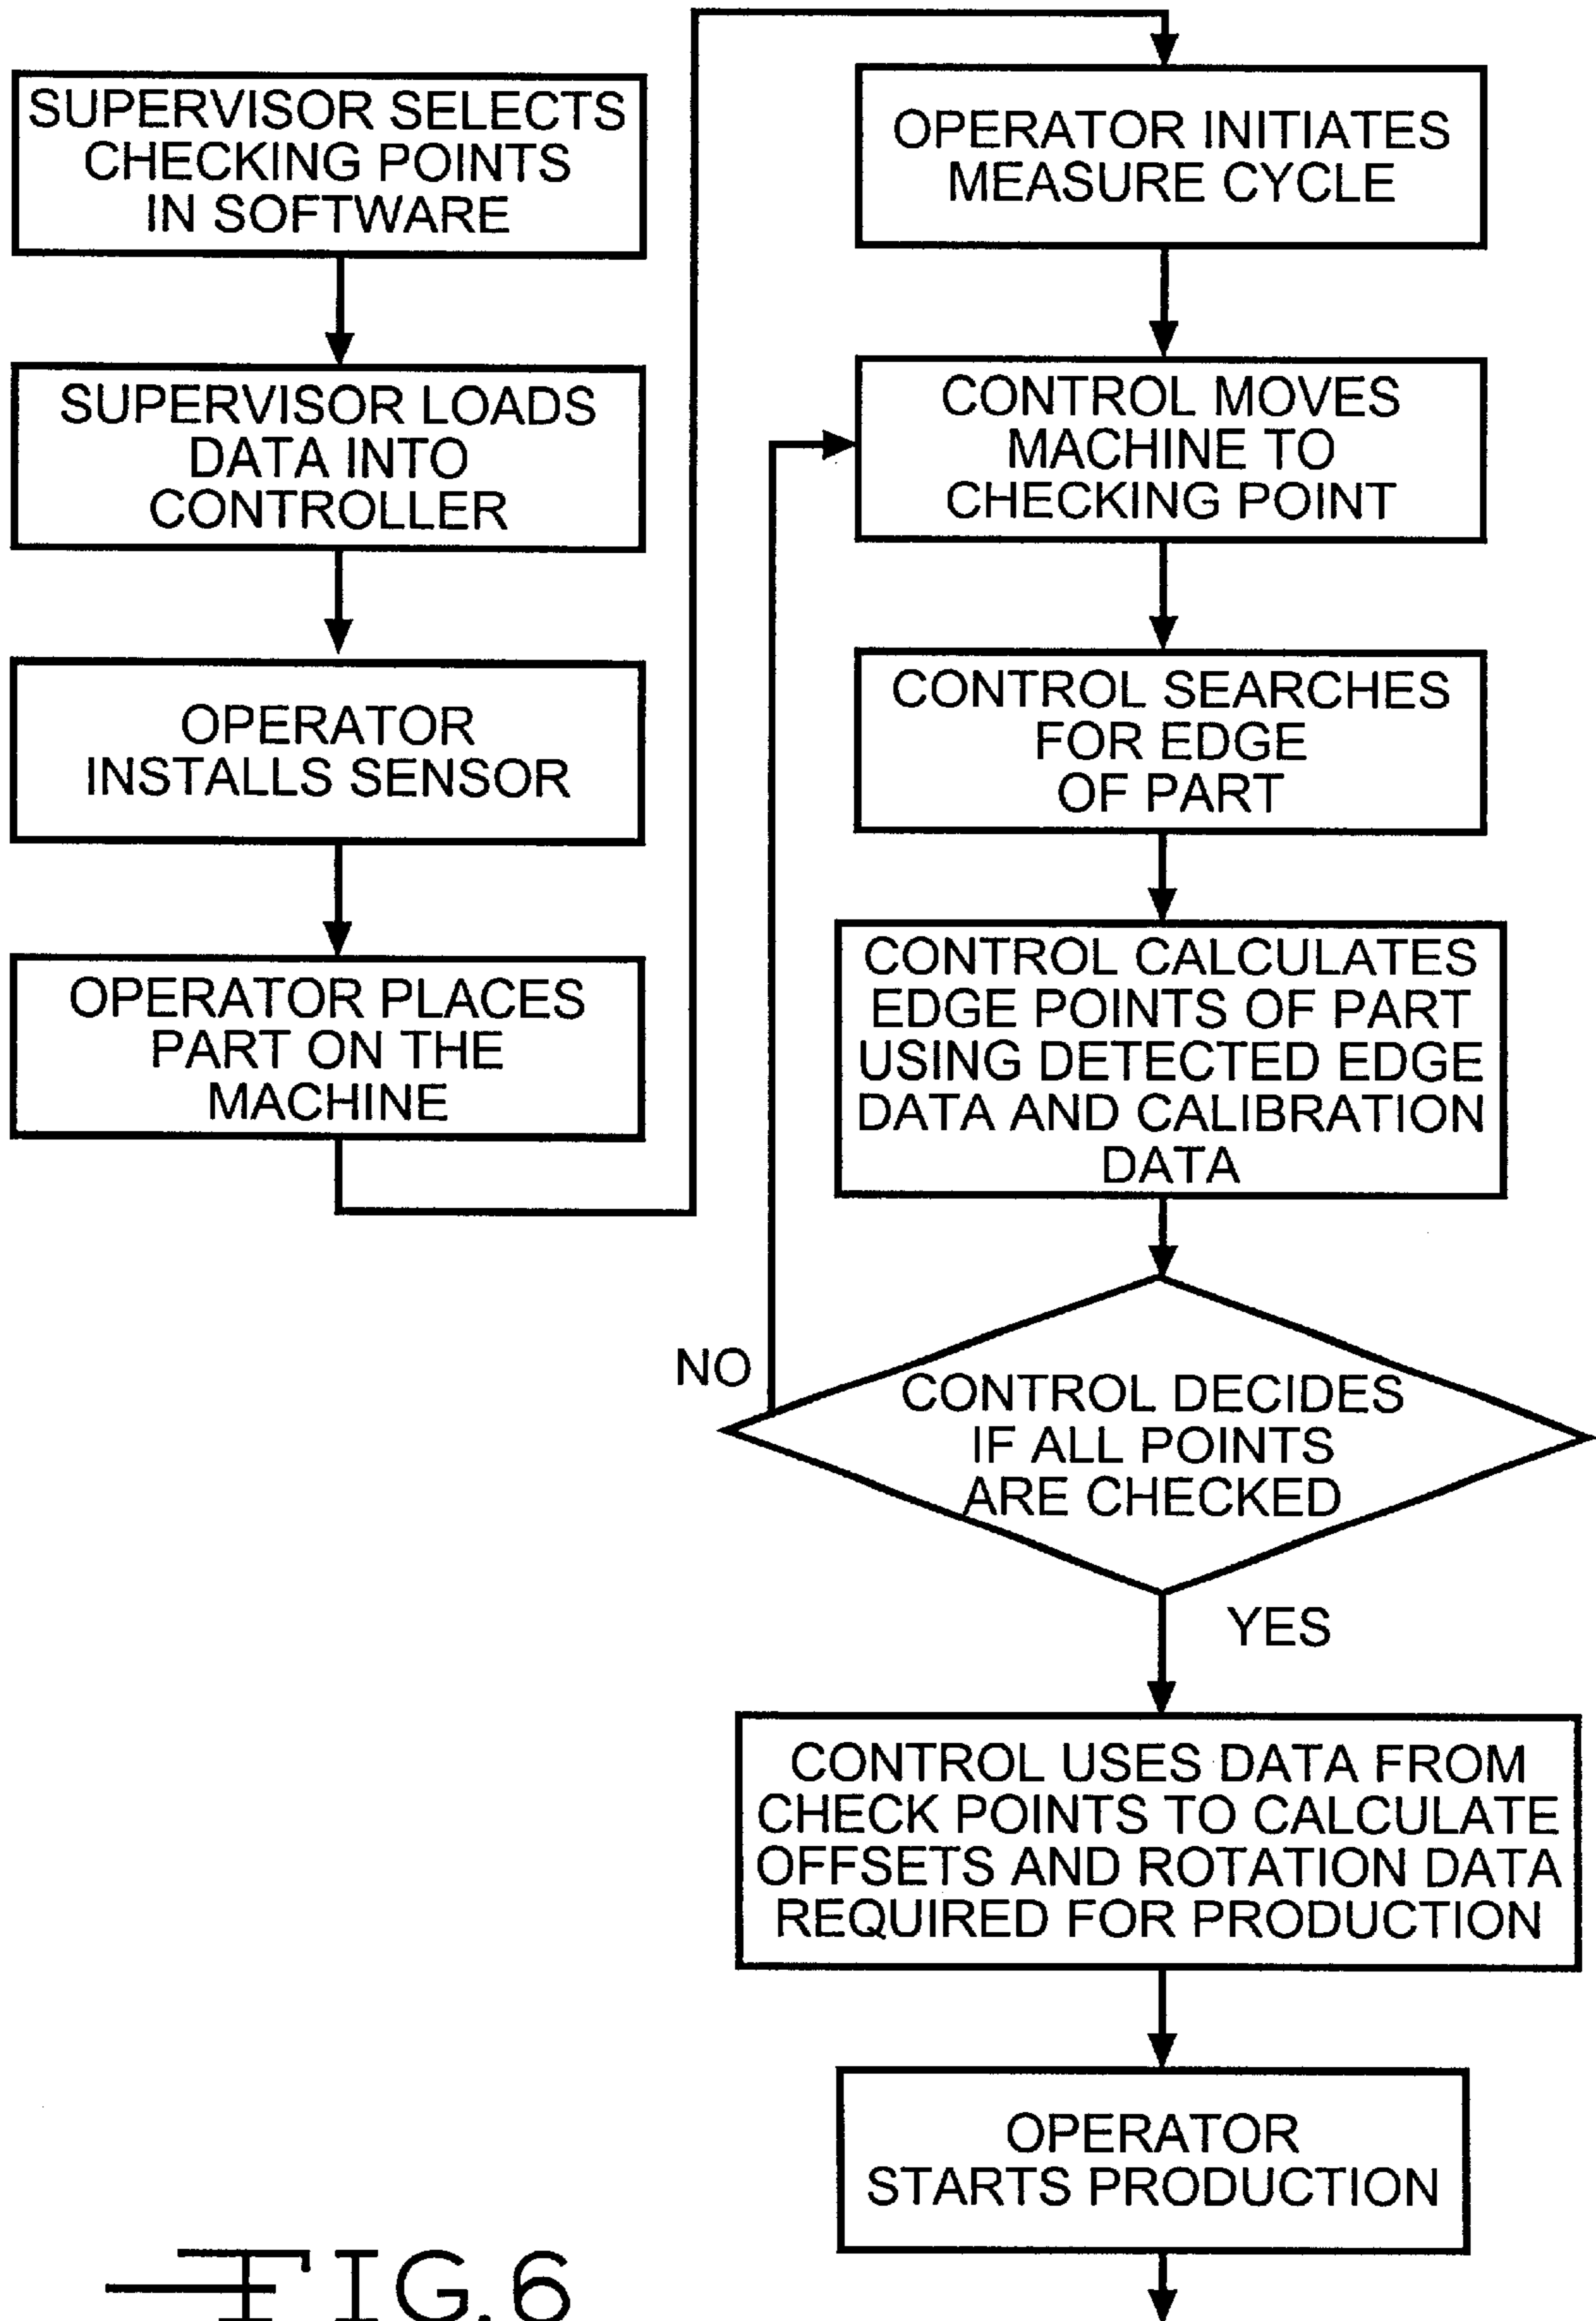 SUPERVISOR SELECTS
CHECKING POINTS
IN SOFTWARE
SUPERVISOR LOADS
DATA INTO
CONTROLLER
OPERATOR
INSTALLS SENSOR
OPERATOR PLACES
PART ON THE
MACHINE
OPERATOR INITIATES
MEASURE CYCLE
CONTROL MOVES
MACHINE TO
CHECKING POINT
CONTROL SEARCHES
FOR EDGE
OF PART
CONTROL CALCULATES
EDGE POINTS OF PART
USING DETECTED EDGE
DATA AND CALIBRATION
DATA
NO
CONTROL DECIDES
IF ALL POINTS
ARE CHECKED
YES
CONTROL USES DATA FROM
CHECK POINTS TO CALCULATE
OFFSETS AND ROTATION DATA
REQUIRED FOR PRODUCTION
OPERATOR
STARTS PRODUCTION
FIG.6